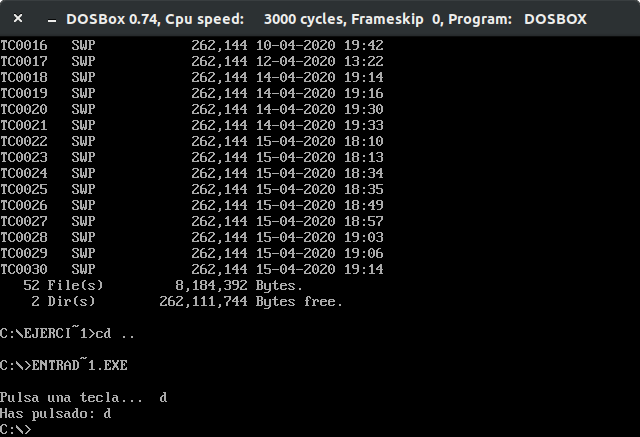 DOSBox 0.74, Cpu speed:    3000 cycles, Frameskip  0, Program:   DOSBOX
TC0016   SWP            262,144 10-04-2020 19:42
TC0017   SWP            262,144 12-04-2020 13:22
TC0018   SWP            262,144 14-04-2020 19:14
TC0019   SWP            262,144 14-04-2020 19:16
TC0020   SWP            262,144 14-04-2020 19:30
TC0021   SWP            262,144 14-04-2020 19:33
TC0022   SWP            262,144 15-04-2020 18:10
TC0023   SWP            262,144 15-04-2020 18:13
TC0024   SWP            262,144 15-04-2020 18:34
TC0025   SWP            262,144 15-04-2020 18:35
TC0026   SWP            262,144 15-04-2020 18:49
TC0027   SWP            262,144 15-04-2020 18:57
TC0028   SWP            262,144 15-04-2020 19:03
TC0029   SWP            262,144 15-04-2020 19:06
TC0030   SWP            262,144 15-04-2020 19:14
   52 File(s)         8,184,392 Bytes.
    2 Dir(s)        262,111,744 Bytes free.
C:\EJERCI~1>cd ..
C:\>ENTRAD~1.EXE
Pulsa una tecla...  d
Has pulsado: d
C:\>